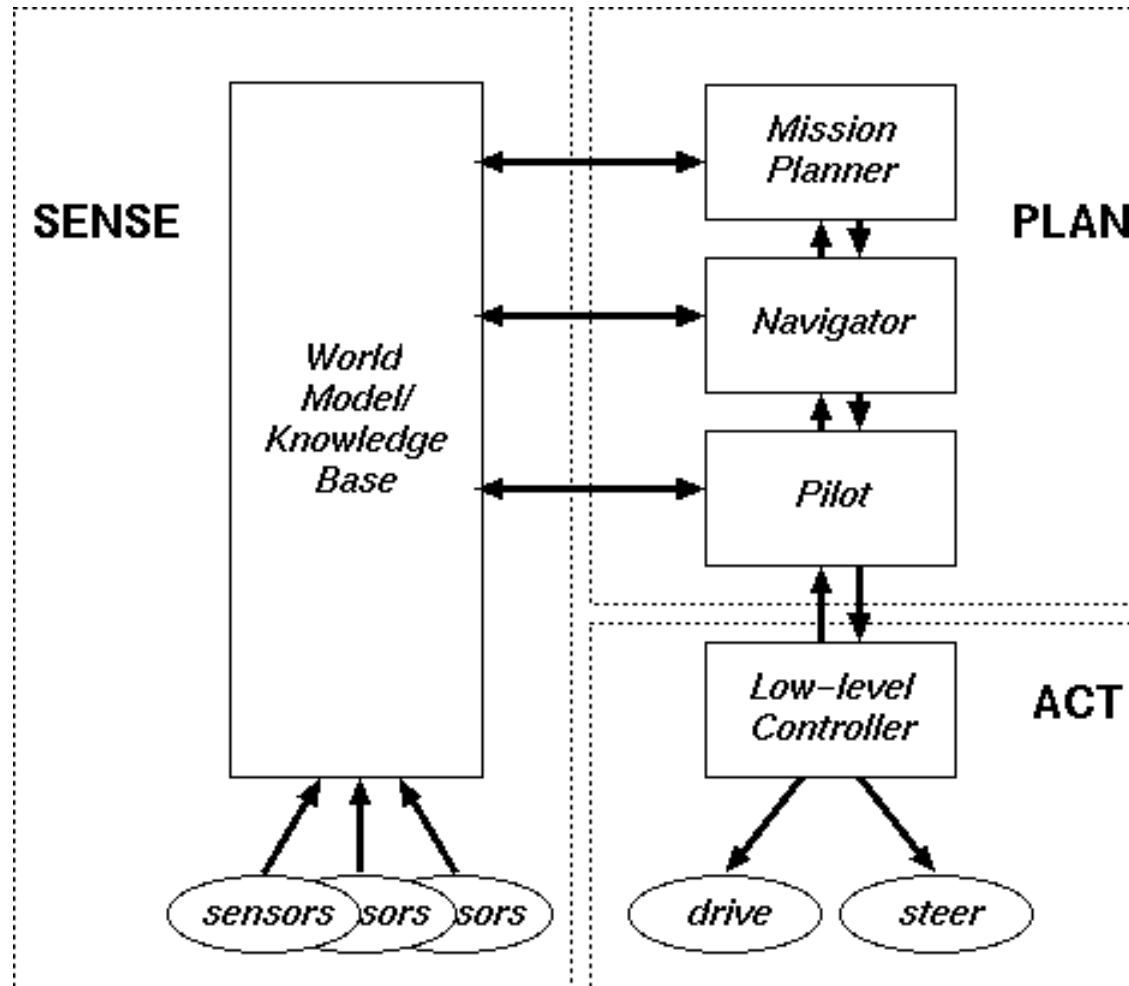 SENSE
World
Model/
Knowledge
Base
sensors
sors
sors
PLAN
Mission
Planner
Navigator
Pilot
ACT
Low-level
Controller
drive
steer